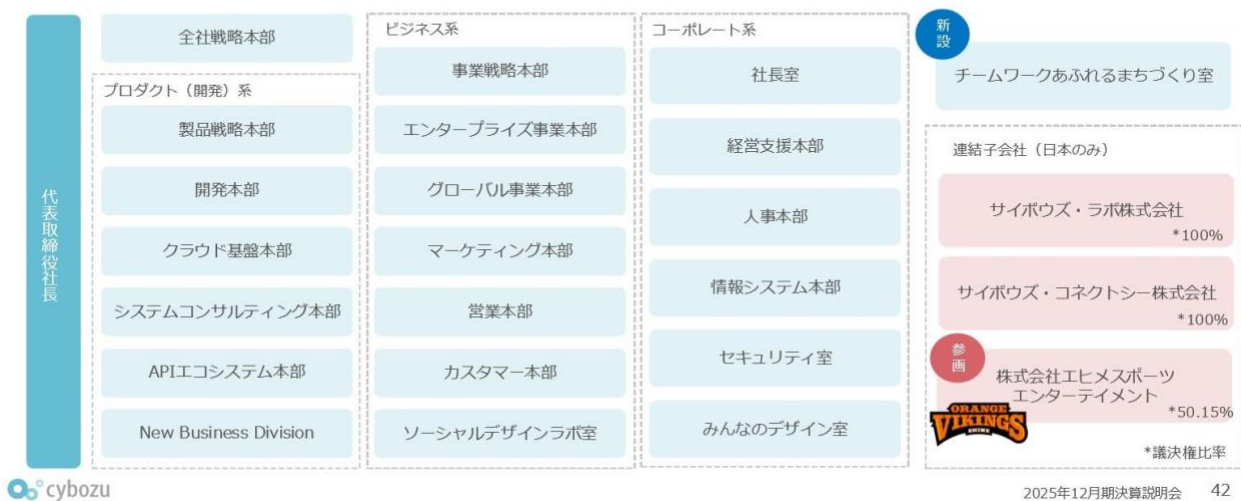 代表取締役社長
全社戦略本部
プロダクト（開発）系
製品戦略本部
開発本部
クラウド基盤本部
システムコンサルティング本部
APIエコシステム本部
New Business Division
ビジネス系
事業戦略本部
エンタープライズ事業本部
グローバル事業本部
マーケティング本部
営業本部
カスタマー本部
ソーシャルデザインラボ室
コーポレート系
社長室
経営支援本部
人事本部
情報システム本部
セキュリティ室
みんなのデザイン室
新設
チームワークあふれるまちづくり室
連結子会社（日本のみ）
サイボウズ・ラボ株式会社
*100%
サイボウズ・コネクトシー株式会社
*100%
参画
株式会社エヒメスポーツ
エンターテイメント
*50.15%
ORANGE
VIKINGS
EHIME
*議決権比率
cybozu
2025年12月期決算説明会
42